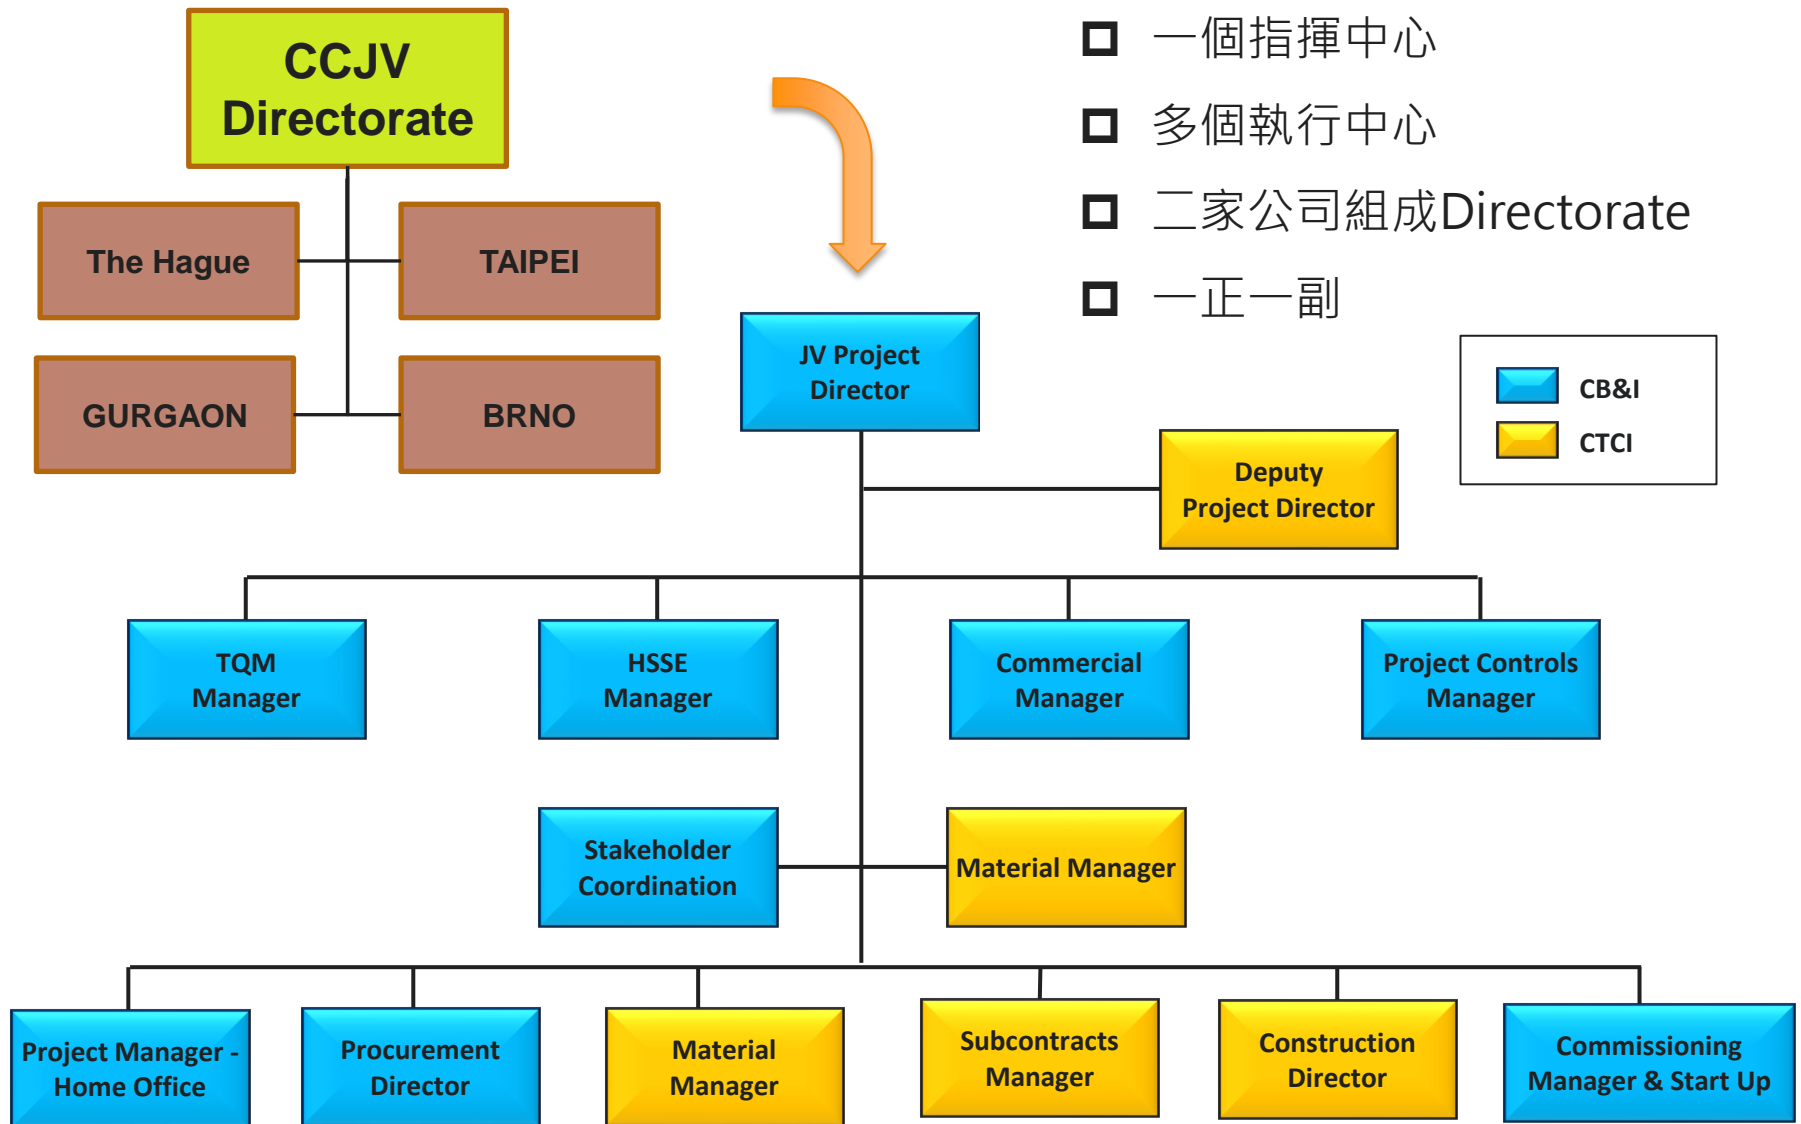 CCJV
Directorate
The Hague
TAIPEI
GURGAON
BRNO
一個指揮中心
多個執行中心
二家公司組成Directorate
一正一副
CB&I
CTCI
JV Project
Director
Deputy
Project Director
TQM
Manager
HSSE
Manager
Commercial
Manager
Project Controls
Manager
Stakeholder
Coordination
Material Manager
Project Manager -
Home Office
Procurement
Director
Material
Manager
Subcontracts
Manager
Construction
Director
Commissioning
Manager & Start Up